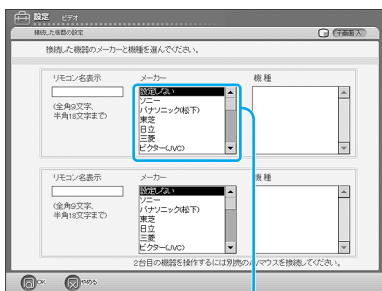 設定 ビデオ
接続した機器の設定
子画面 入
接続した機器のメーカーと機種を選んでください。
リモコン名表示 メーカー 機種
(全角9文字、
半角18文字まで)
設定しない
ソニー
パナソニック(松下)
東芝
日立
三菱
ビクター(JVC)
リモコン名表示 メーカー 機種
(全角9文字、
半角18文字まで)
設定しない
ソニー
パナソニック(松下)
東芝
日立
三菱
ビクター(JVC)
2台目の機器を操作するには別売のAVマウスを接続してください。
OK やめる